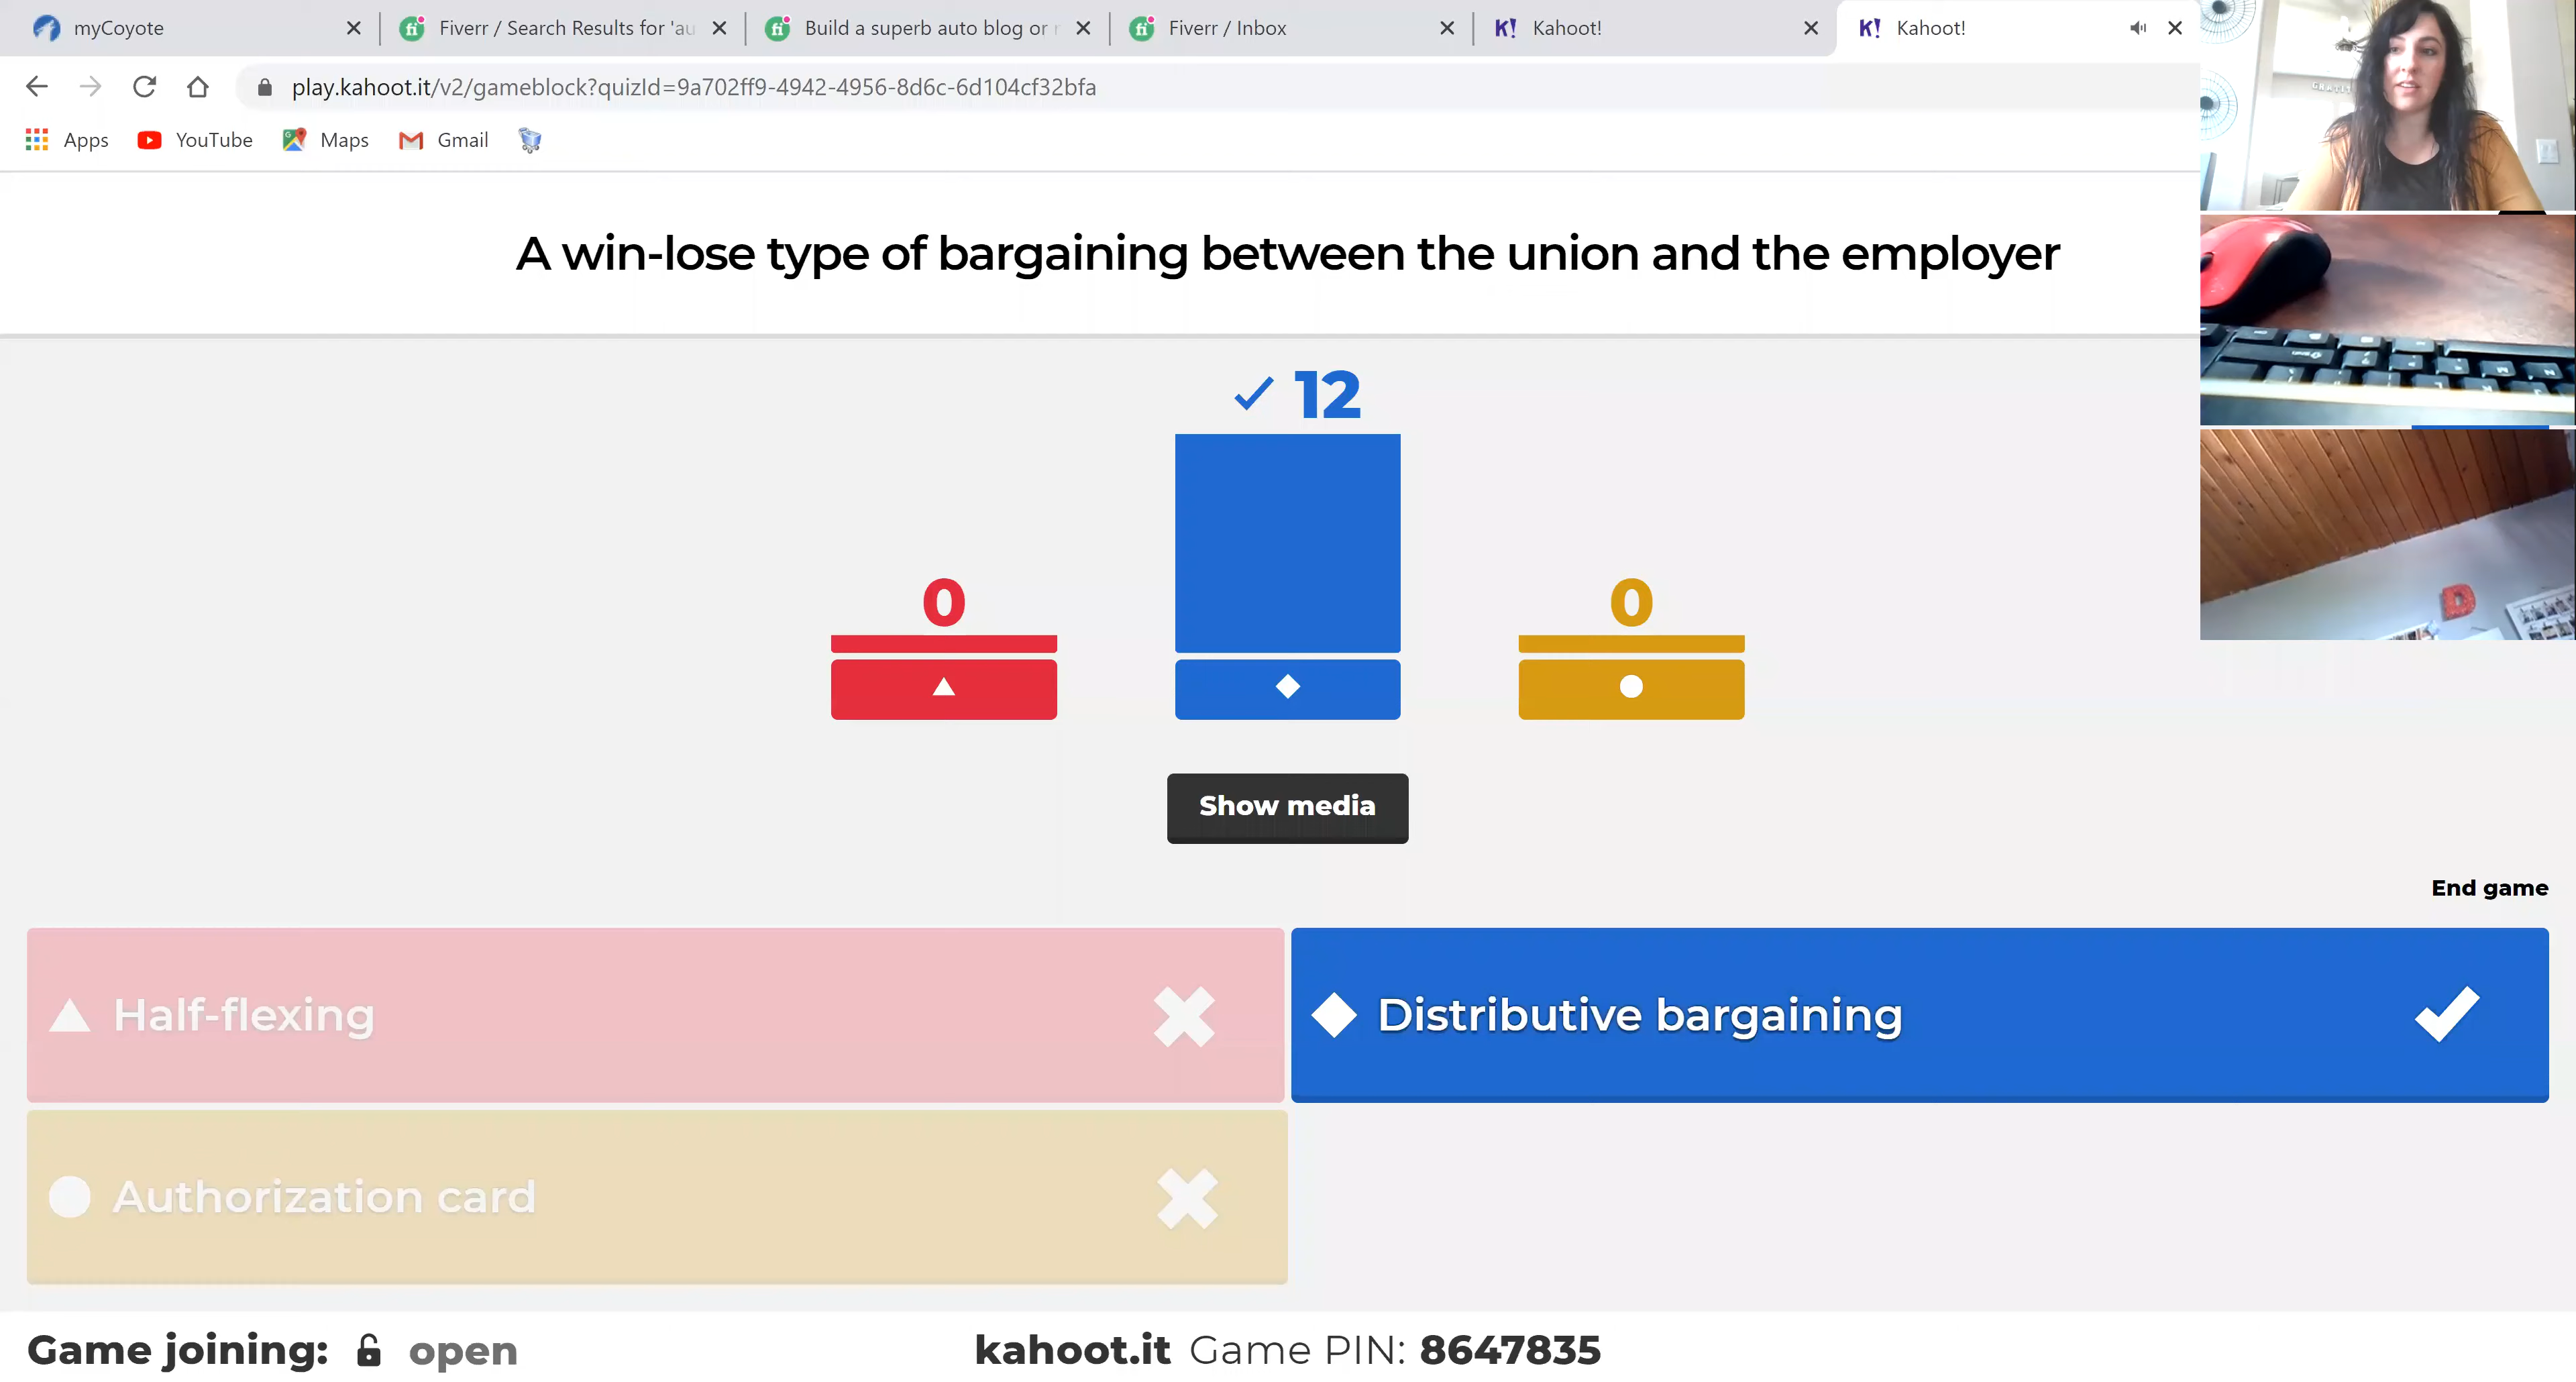 myCoyote
Fiverr / Search Results for 'au
Build a superb auto blog or
Fiverr / Inbox
K! Kahoot!
K! Kahoot!
play.kahoot.it/v2/gameblock?quizId=9a702ff9-4942-4956-8d6c-6d104cf32bfa
Apps
YouTube
Maps
Gmail
A win-lose type of bargaining between the union and the employer
12
0
0
Show media
D
End game
Half-flexing
Distributive bargaining
Authorization card
Game joining: open
kahoot.it Game PIN: 8647835